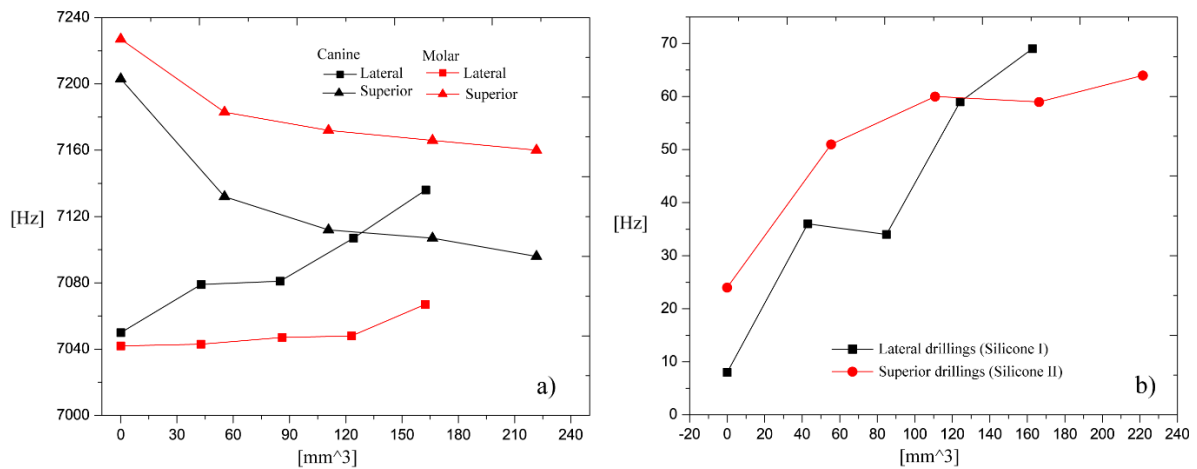 7240
7200
7160
7120
7080
7040
7000
[Hz]
Canine Molar
Lateral Lateral
Superior Superior
a)
0 30 60 90 120 150 180 210 240
[mm^3]
70
60
50
40
30
20
10
0
[Hz]
Lateral drillings (Silicone I)
Superior drillings (Silicone II)
b)
-20 0 20 40 60 80 100 120 140 160 180 200 220 240
[mm^3]